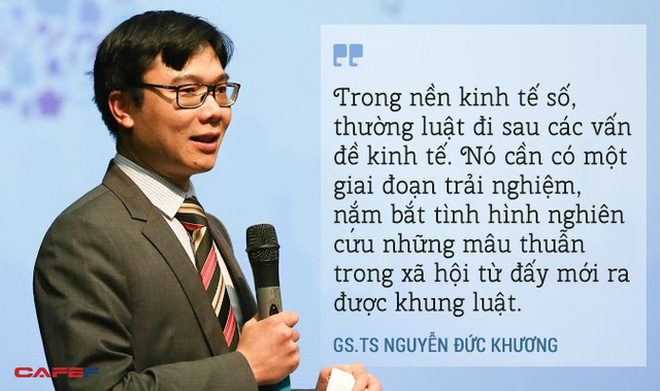 Trong nền kinh tế số,
thường luật đi sau các vấn
đề kinh tế. Nó cần có một
giai đoạn trải nghiệm,
nắm bắt tình hình nghiên
cứu những mâu thuẫn
trong xã hội từ đấy mới ra
được khung luật.
GS.TS NGUYỄN ĐỨC KHƯƠNG
CAFEF